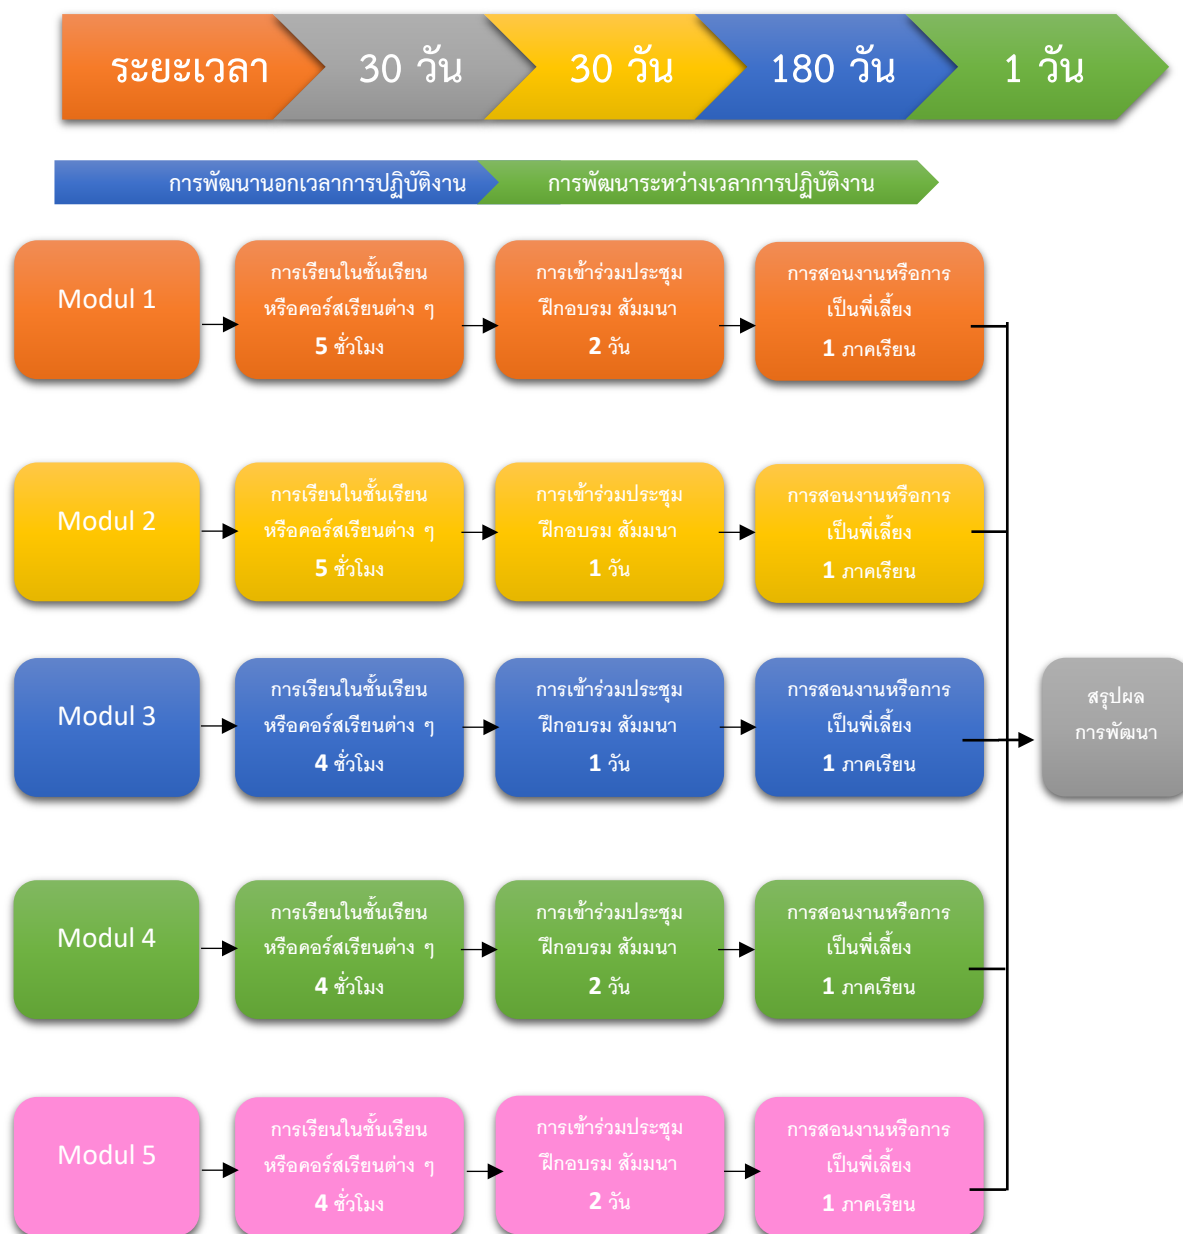 ระยะเวลา
30 วัน
30 วัน
180 วัน
1 วัน
การพัฒนานอกเวลาการปฏิบัติงาน
การพัฒนาระหว่างเวลาการปฏิบัติงาน
Modul 1
การเรียนในชั้นเรียน
หรือคอร์สเรียนต่าง ๆ
5 ชั่วโมง
การเข้าร่วมประชุม
ฝึกอบรม สัมมนา
2 วัน
การสอนงานหรือการ
เป็นพี่เลี้ยง
1 ภาคเรียน
Modul 2
การเรียนในชั้นเรียน
หรือคอร์สเรียนต่าง ๆ
5 ชั่วโมง
การเข้าร่วมประชุม
ฝึกอบรม สัมมนา
1 วัน
การสอนงานหรือการ
เป็นพี่เลี้ยง
1 ภาคเรียน
Modul 3
การเรียนในชั้นเรียน
หรือคอร์สเรียนต่าง ๆ
4 ชั่วโมง
การเข้าร่วมประชุม
ฝึกอบรม สัมมนา
1 วัน
การสอนงานหรือการ
เป็นพี่เลี้ยง
1 ภาคเรียน
สรุปผล
การพัฒนา
Modul 4
การเรียนในชั้นเรียน
หรือคอร์สเรียนต่าง ๆ
4 ชั่วโมง
การเข้าร่วมประชุม
ฝึกอบรม สัมมนา
2 วัน
การสอนงานหรือการ
เป็นพี่เลี้ยง
1 ภาคเรียน
Modul 5
การเรียนในชั้นเรียน
หรือคอร์สเรียนต่าง ๆ
4 ชั่วโมง
การเข้าร่วมประชุม
ฝึกอบรม สัมมนา
2 วัน
การสอนงานหรือการ
เป็นพี่เลี้ยง
1 ภาคเรียน